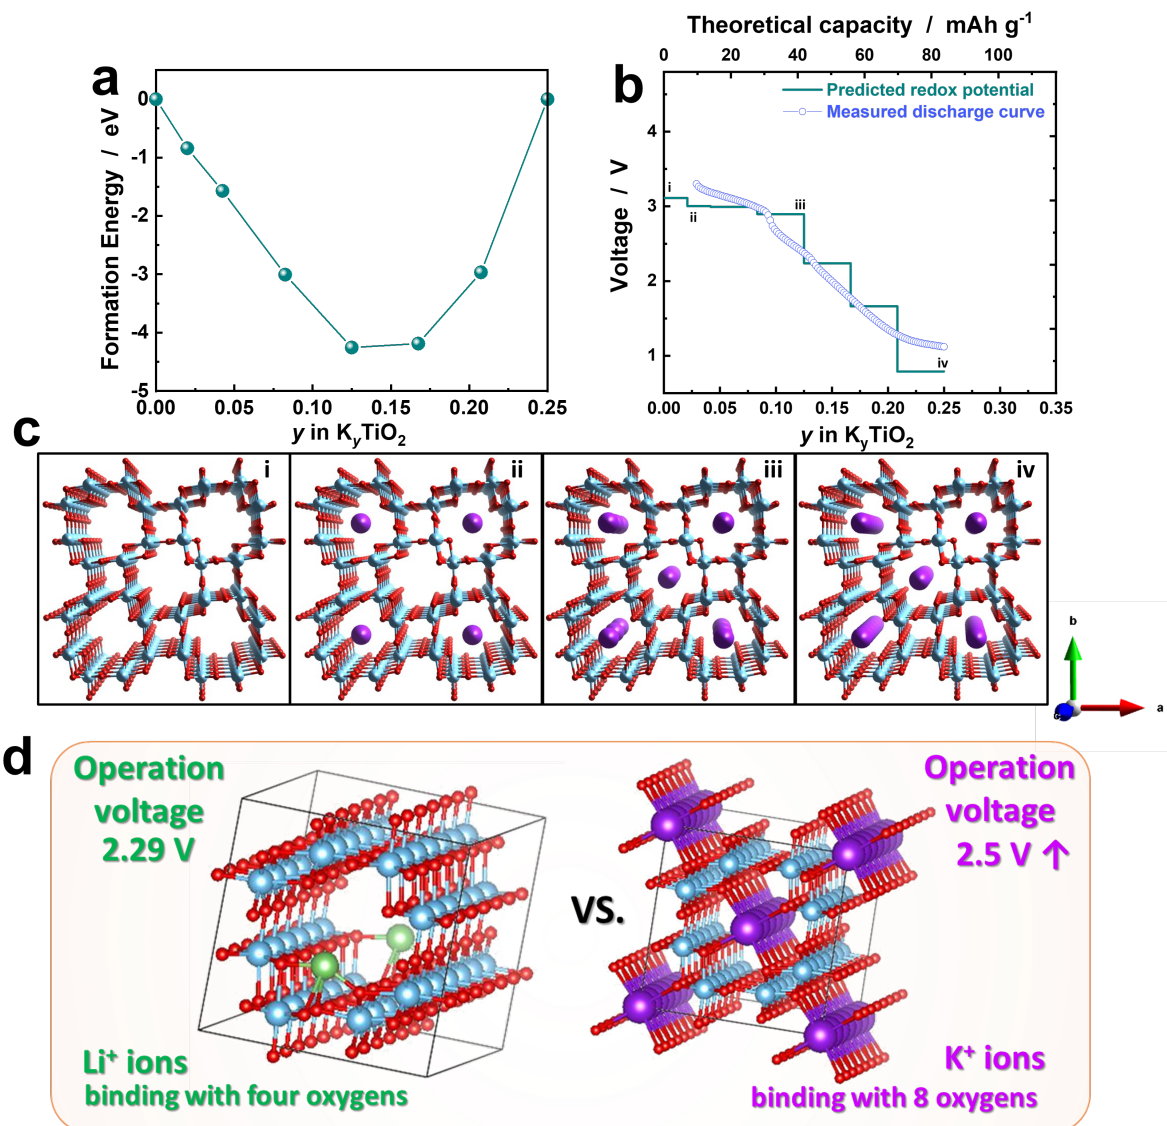 a
0
-1
-2
-3
-4
-5
Formation Energy / eV
0.00
0.05
0.10
0.15
0.20
0.25
y in KyTiO2
b
Theoretical capacity / mAh g-1
0
20
40
60
80
100
Predicted redox potential
Measured discharge curve
4
3
2
1
Voltage / V
i
ii
iii
iv
0.00
0.05
0.10
0.15
0.20
0.25
0.30
0.35
y in KyTiO2
c
i
ii
iii
iv
b
a
d
Operation
voltage
2.29 V
Li+ ions
binding with four oxygens
VS.
Operation
voltage
2.5 V ↑
K+ ions
binding with 8 oxygens